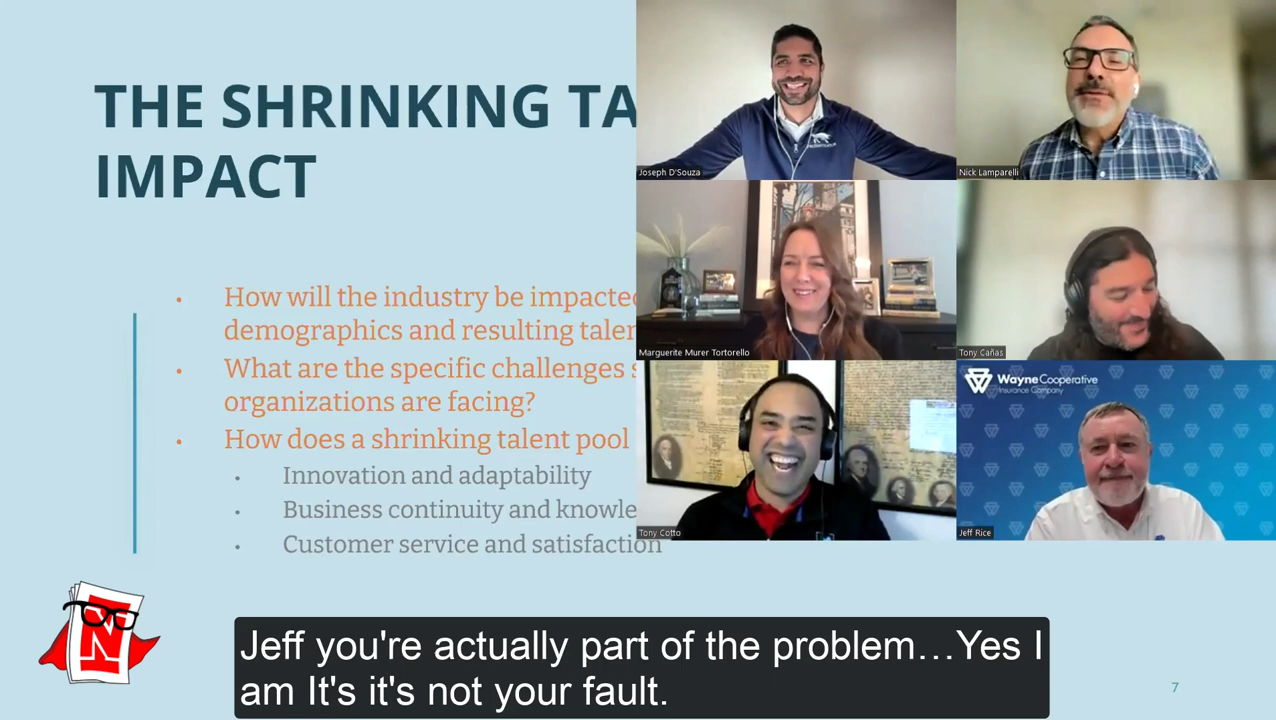 THE SHRINKING TA
IMPACT
• How will the industry be impacted
demographics and resulting taler
• What are the specific challenges s
organizations are facing?
• How does a shrinking talent pool
• Innovation and adaptability
• Business continuity and knowle
• Customer service and satisfaction
Joseph D'Souza
Nick Lamparelli
Marguerite Murer Tortorello
Tony Cañas
Tony Cotto
Wayne Cooperative
Insurance Company
Jeff Rice
N
Jeff you're actually part of the problem…Yes I
am It's it's not your fault.
7